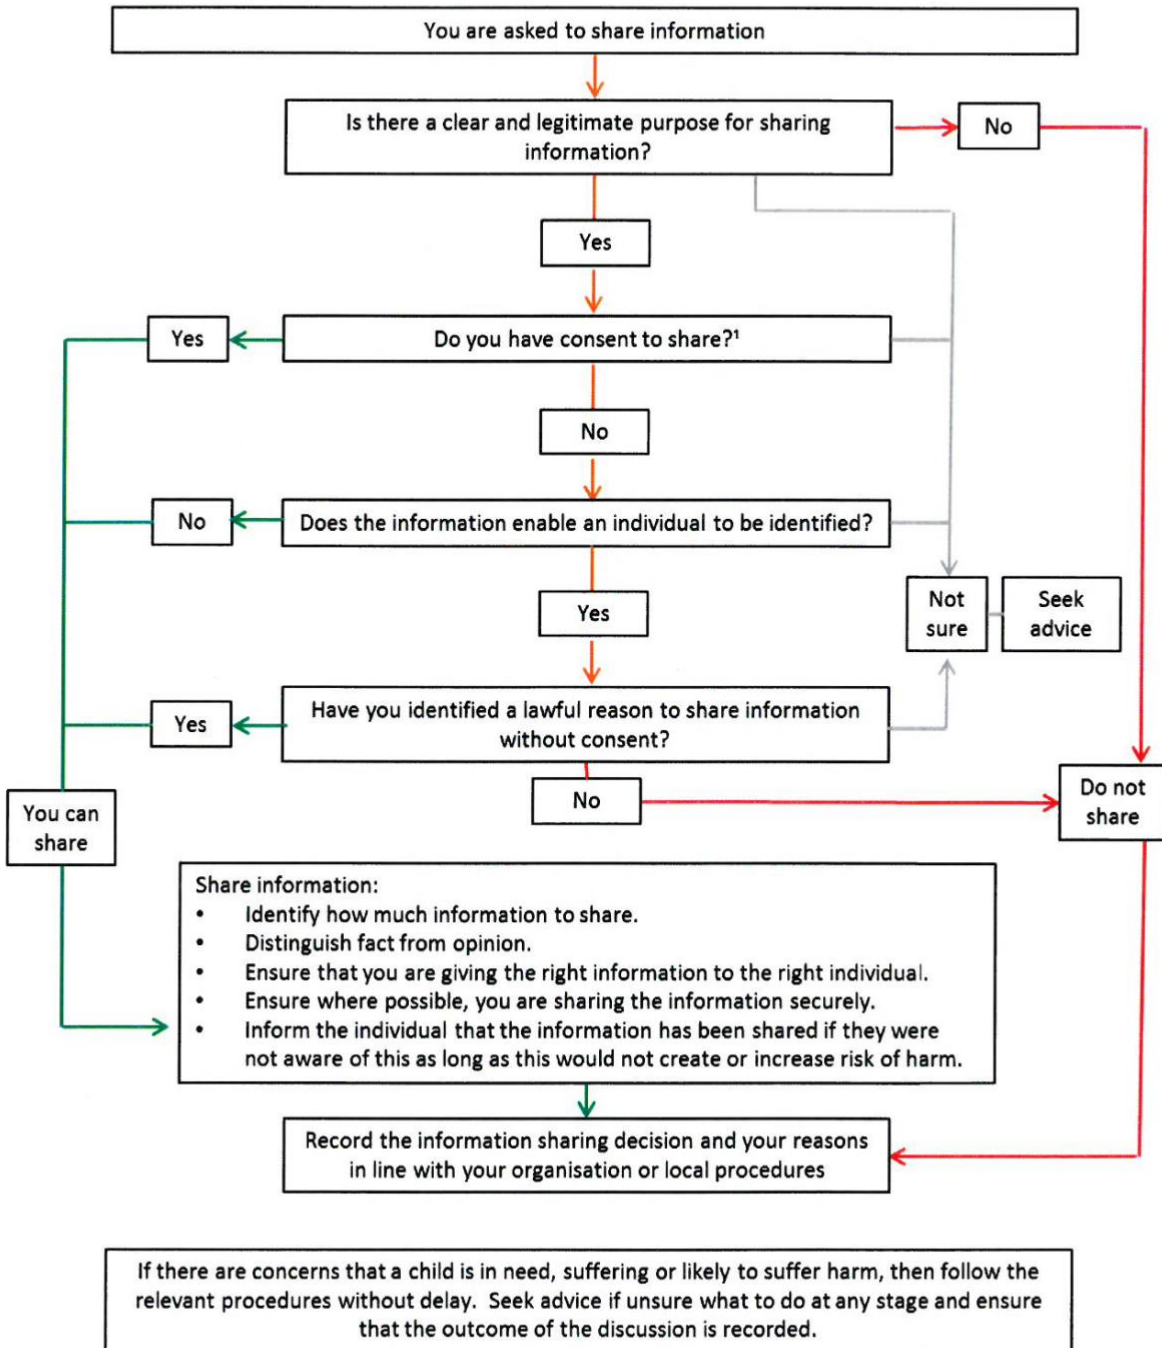 You are asked to share information
Is there a clear and legitimate purpose for sharing
information?
No
Yes
Yes
Do you have consent to share?¹
No
No
Does the information enable an individual to be identified?
Yes
Not
sure
Seek
advice
Yes
Have you identified a lawful reason to share information
without consent?
No
You can
share
Do not
share
Share information:
• Identify how much information to share.
• Distinguish fact from opinion.
• Ensure that you are giving the right information to the right individual.
• Ensure where possible, you are sharing the information securely.
• Inform the individual that the information has been shared if they were
not aware of this as long as this would not create or increase risk of harm.
Record the information sharing decision and your reasons
in line with your organisation or local procedures
If there are concerns that a child is in need, suffering or likely to suffer harm, then follow the
relevant procedures without delay. Seek advice if unsure what to do at any stage and ensure
that the outcome of the discussion is recorded.